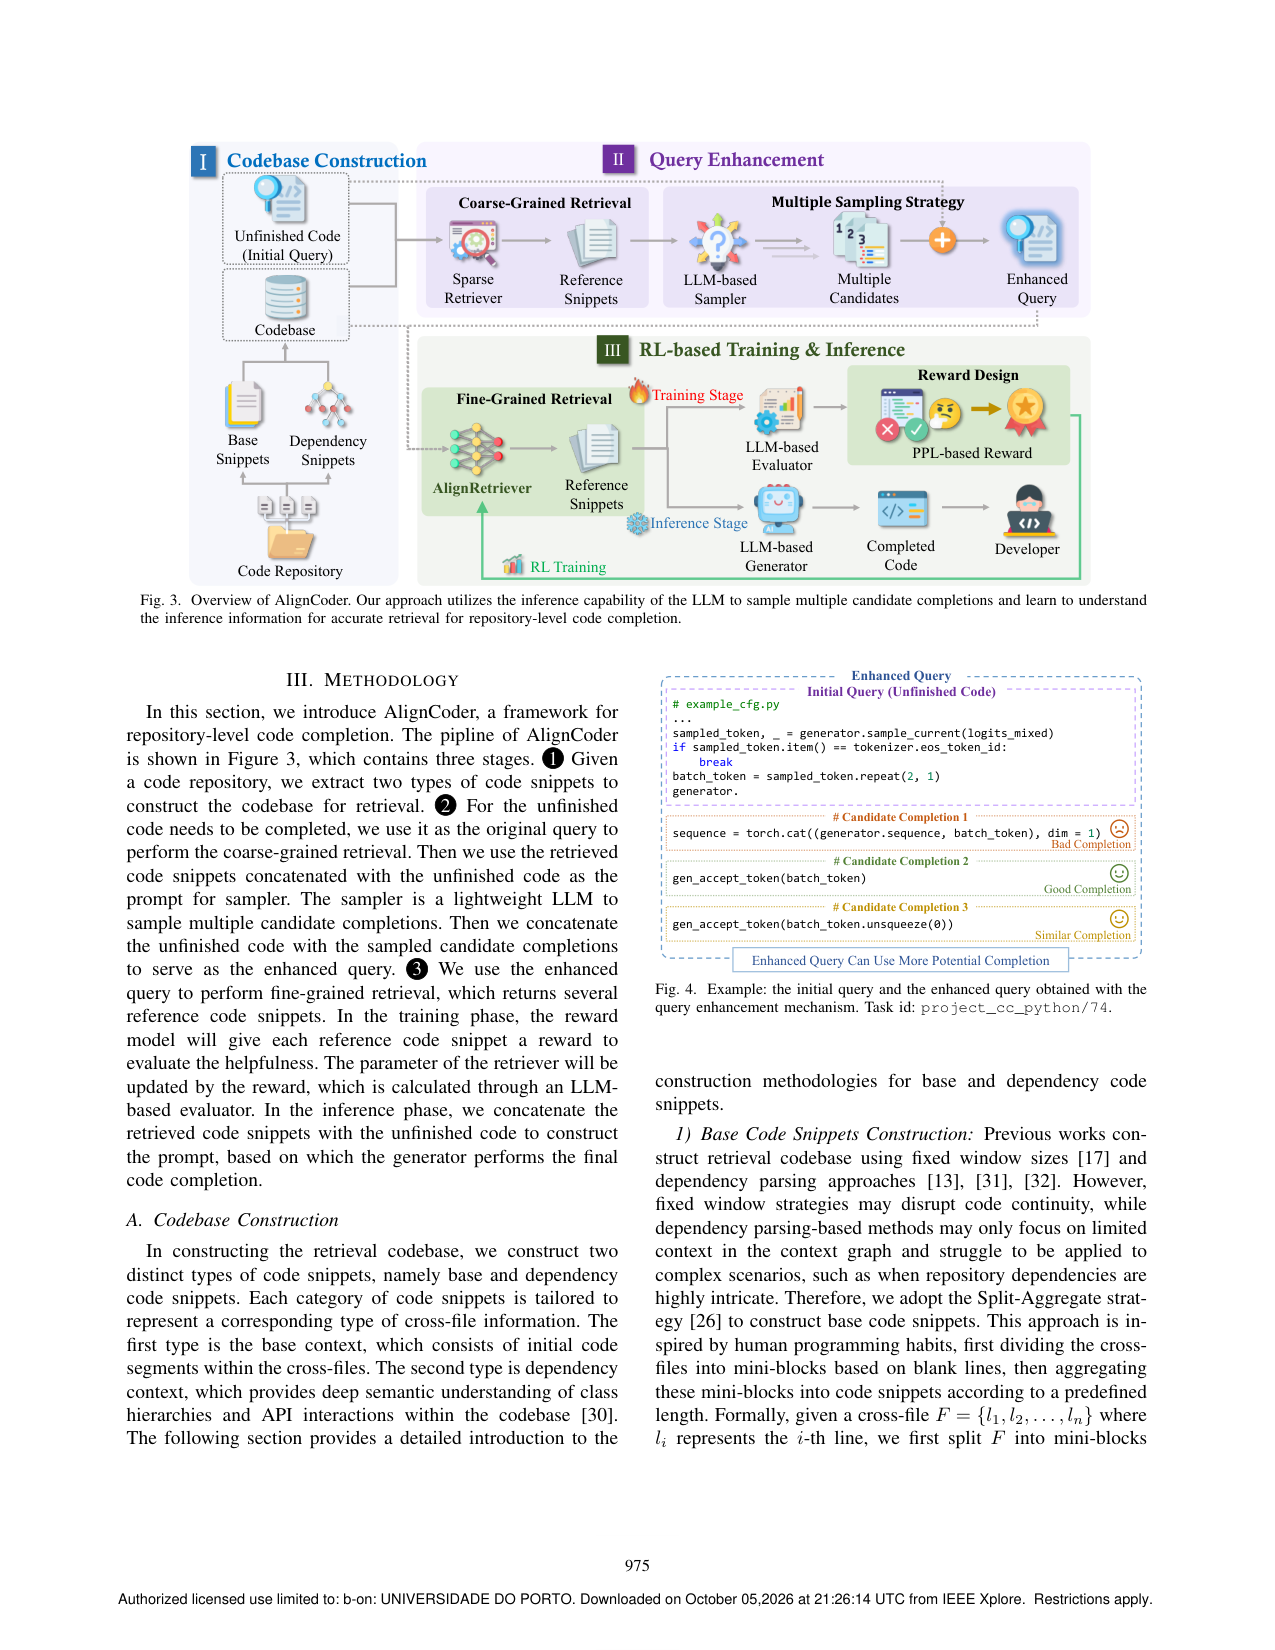 I Codebase Construction
II Query Enhancement
Unfinished Code
(Initial Query)
Codebase
Base
Snippets
Dependency
Snippets
Code Repository
Coarse-Grained Retrieval
Sparse
Retriever
Reference
Snippets
Multiple Sampling Strategy
LLM-based
Sampler
1 2 3
Multiple
Candidates
Enhanced
Query
III RL-based Training & Inference
Fine-Grained Retrieval
AlignRetriever
Reference
Snippets
Training Stage
LLM-based
Evaluator
Reward Design
PPL-based Reward
Inference Stage
LLM-based
Generator
Completed
Code
Developer
RL Training
Fig. 3. Overview of AlignCoder. Our approach utilizes the inference capability of the LLM to sample multiple candidate completions and learn to understand
the inference information for accurate retrieval for repository-level code completion.
III. METHODOLOGY
In this section, we introduce AlignCoder, a framework for
repository-level code completion. The pipline of AlignCoder
is shown in Figure 3, which contains three stages. ❶ Given
a code repository, we extract two types of code snippets to
construct the codebase for retrieval. ❷ For the unfinished
code needs to be completed, we use it as the original query to
perform the coarse-grained retrieval. Then we use the retrieved
code snippets concatenated with the unfinished code as the
prompt for sampler. The sampler is a lightweight LLM to
sample multiple candidate completions. Then we concatenate
the unfinished code with the sampled candidate completions
to serve as the enhanced query. ❸ We use the enhanced
query to perform fine-grained retrieval, which returns several
reference code snippets. In the training phase, the reward
model will give each reference code snippet a reward to
evaluate the helpfulness. The parameter of the retriever will be
updated by the reward, which is calculated through an LLM-
based evaluator. In the inference phase, we concatenate the
retrieved code snippets with the unfinished code to construct
the prompt, based on which the generator performs the final
code completion.
A. Codebase Construction
In constructing the retrieval codebase, we construct two
distinct types of code snippets, namely base and dependency
code snippets. Each category of code snippets is tailored to
represent a corresponding type of cross-file information. The
first type is the base context, which consists of initial code
segments within the cross-files. The second type is dependency
context, which provides deep semantic understanding of class
hierarchies and API interactions within the codebase [30].
The following section provides a detailed introduction to the
Enhanced Query
Initial Query (Unfinished Code)
# example_cfg.py
...
sampled_token, _ = generator.sample_current(logits_mixed)
if sampled_token.item() == tokenizer.eos_token_id:
    break
batch_token = sampled_token.repeat(2, 1)
generator.
# Candidate Completion 1
sequence = torch.cat((generator.sequence, batch_token), dim = 1)
Bad Completion
# Candidate Completion 2
gen_accept_token(batch_token)
Good Completion
# Candidate Completion 3
gen_accept_token(batch_token.unsqueeze(0))
Similar Completion
Enhanced Query Can Use More Potential Completion
Fig. 4. Example: the initial query and the enhanced query obtained with the
query enhancement mechanism. Task id: project_cc_python/74.
construction methodologies for base and dependency code
snippets.
1) Base Code Snippets Construction: Previous works con-
struct retrieval codebase using fixed window sizes [17] and
dependency parsing approaches [13], [31], [32]. However,
fixed window strategies may disrupt code continuity, while
dependency parsing-based methods may only focus on limited
context in the context graph and struggle to be applied to
complex scenarios, such as when repository dependencies are
highly intricate. Therefore, we adopt the Split-Aggregate strat-
egy [26] to construct base code snippets. This approach is in-
spired by human programming habits, first dividing the cross-
files into mini-blocks based on blank lines, then aggregating
these mini-blocks into code snippets according to a predefined
length. Formally, given a cross-file F = {l₁, l₂, . . . , lₙ} where
lᵢ represents the i-th line, we first split F into mini-blocks
975
Authorized licensed use limited to: b-on: UNIVERSIDADE DO PORTO. Downloaded on October 05,2026 at 21:26:14 UTC from IEEE Xplore. Restrictions apply.